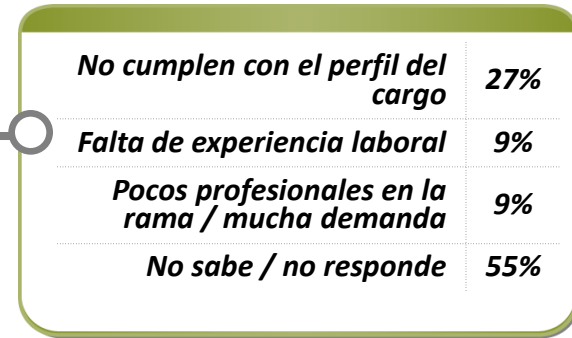 No cumplen con el perfil del
cargo
27%
Falta de experiencia laboral 9%
Pocos profesionales en la
rama / mucha demanda
9%
No sabe / no responde 55%